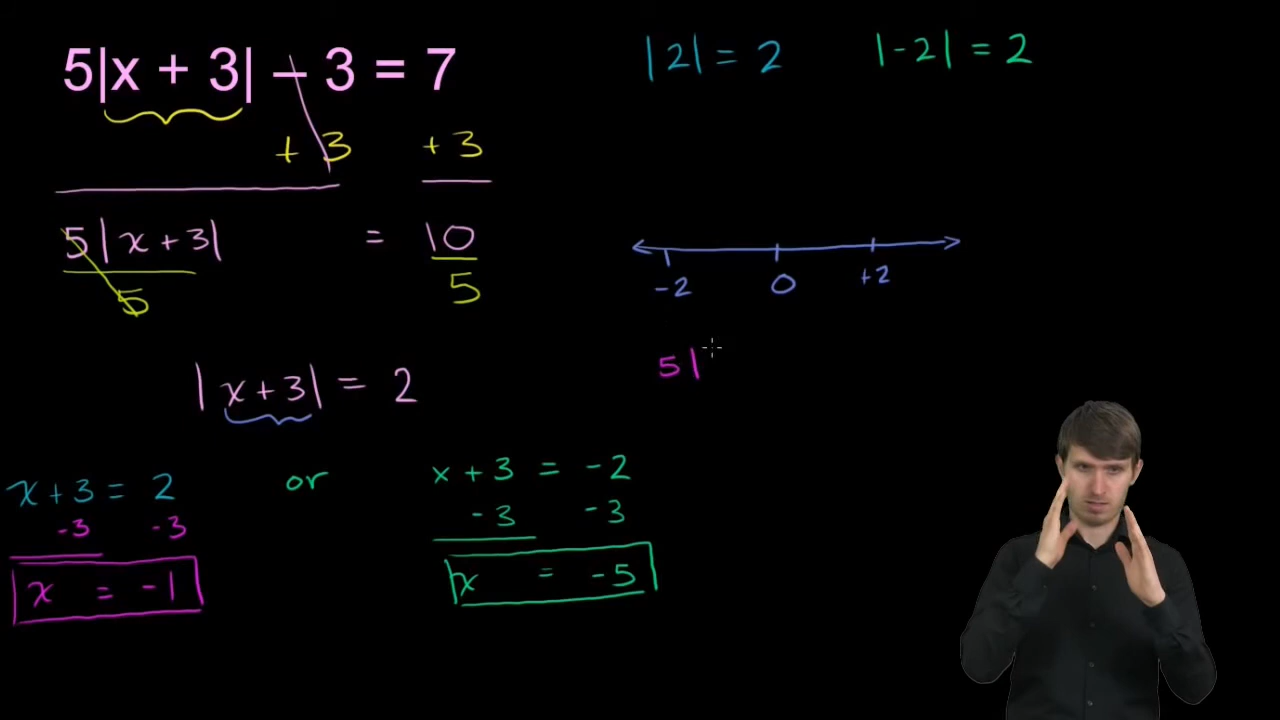 5|x + 3| – 3 = 7
+ 3 + 3
5|x+3| = 10
5 5
|x+3| = 2
x+3 = 2 or x+3 = -2
-3 -3 -3 -3
x = -1 x = -5
|2| = 2 |-2| = 2
-2 0 +2
5|